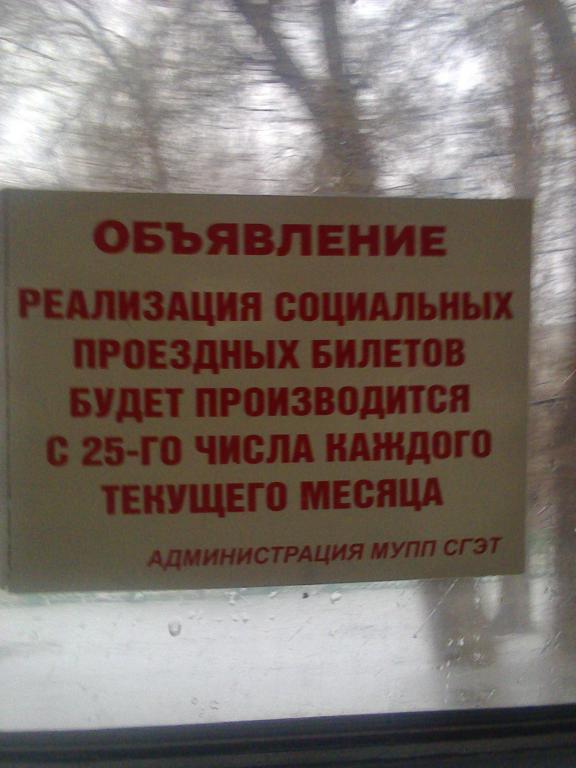 ОБЪЯВЛЕНИЕ
РЕАЛИЗАЦИЯ СОЦИАЛЬНЫХ
ПРОЕЗДНЫХ БИЛЕТОВ
БУДЕТ ПРОИЗВОДИТСЯ
С 25-ГО ЧИСЛА КАЖДОГО
ТЕКУЩЕГО МЕСЯЦА
АДМИНИСТРАЦИЯ МУПП СГЭТ